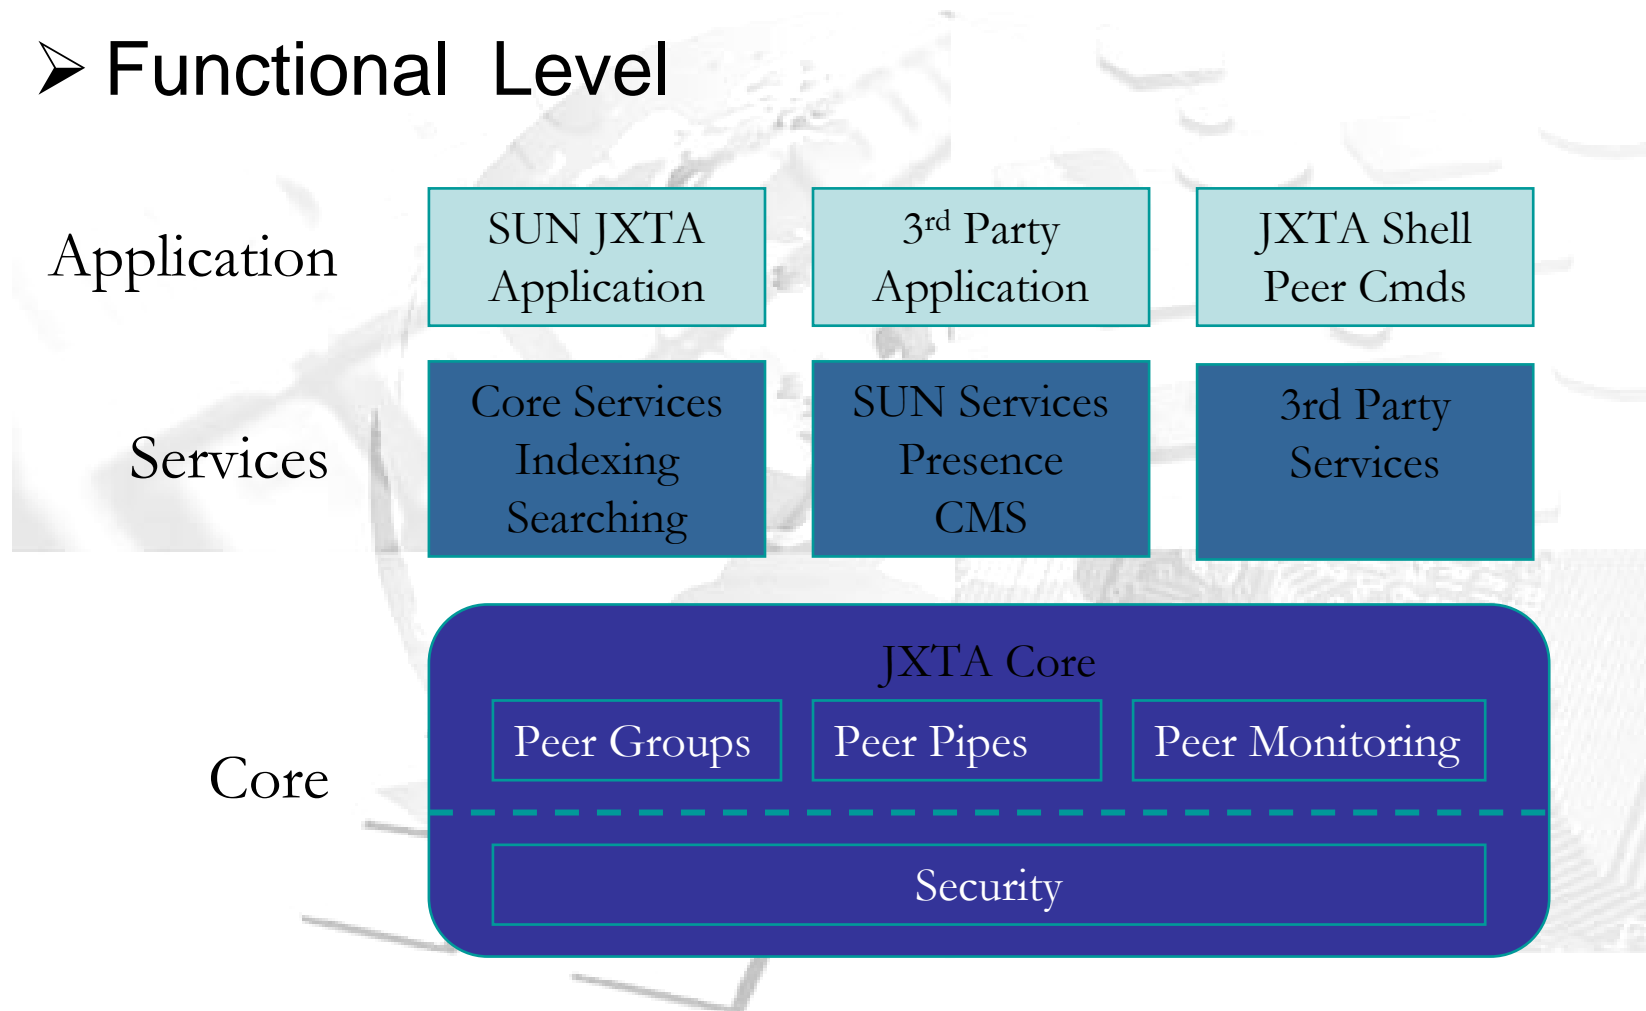 ➢ Functional Level
Application
SUN JXTA
Application
3rd Party
Application
JXTA Shell
Peer Cmds
Services
Core Services
Indexing
Searching
SUN Services
Presence
CMS
3rd Party
Services
Core
JXTA Core
Peer Groups
Peer Pipes
Peer Monitoring
Security